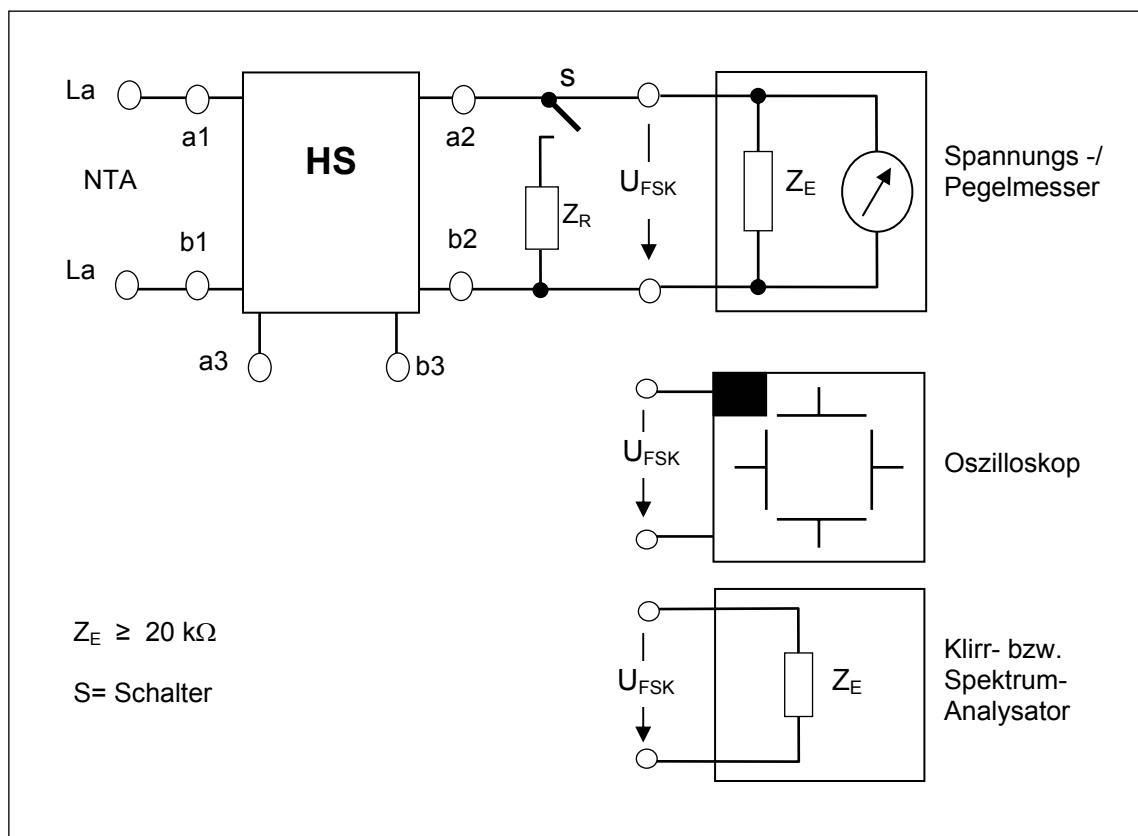 La
a1
HS
a2
s
NTA
U_FSK
Z_R
Z_E
Spannungs -/
Pegelmesser
La
b1
b2
a3
b3
U_FSK
Oszilloskop
Z_E ≥ 20 kΩ
S= Schalter
U_FSK
Z_E
Klirr- bzw.
Spektrum-
Analysator